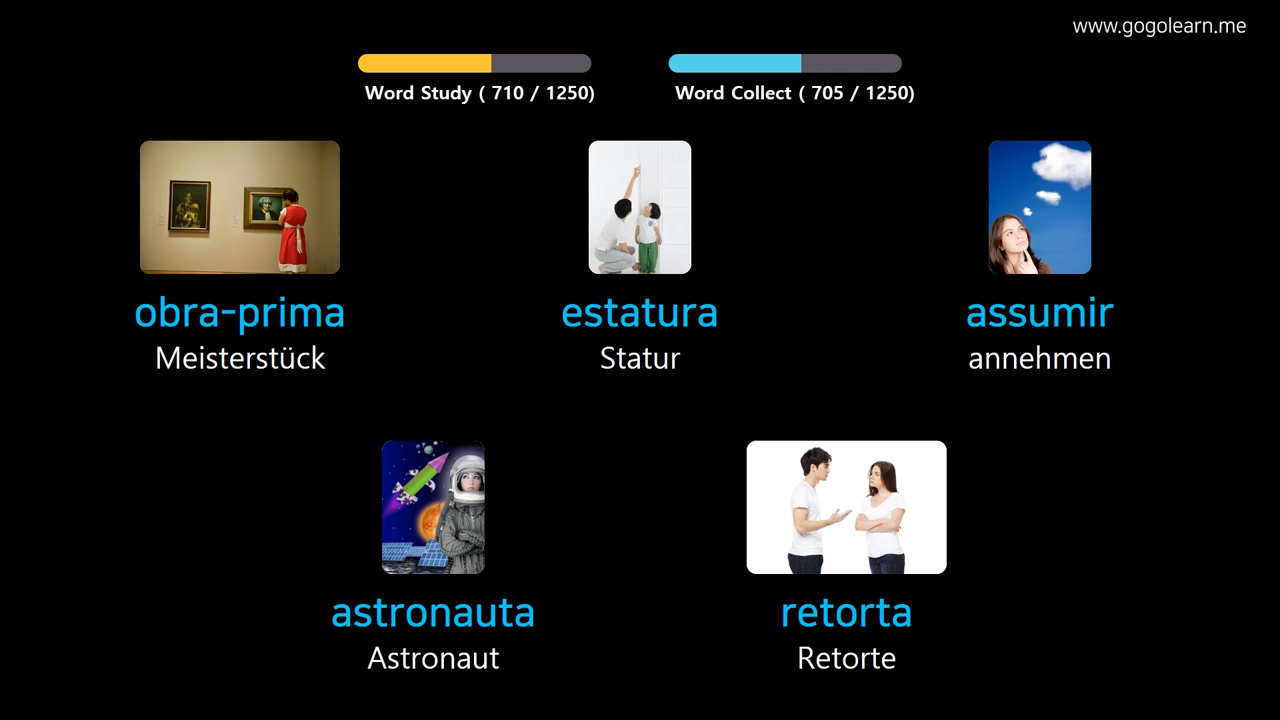 www.gogolearn.me
Word Study ( 710 / 1250)
Word Collect ( 705 / 1250)
obra-prima
Meisterstück
estatura
Statur
assumir
annehmen
astronauta
Astronaut
retorta
Retorte